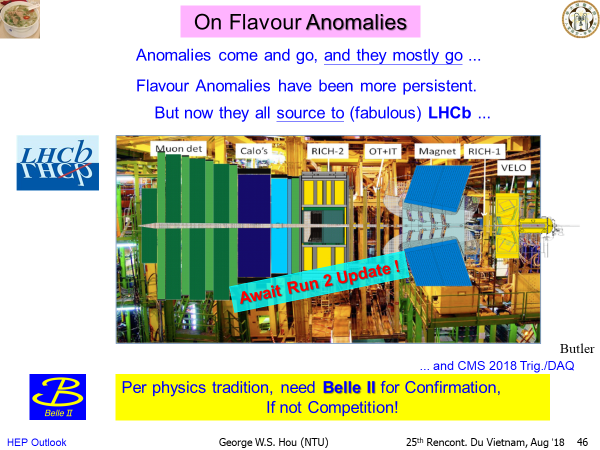 On Flavour Anomalies
Anomalies come and go, and they mostly go ...
Flavour Anomalies have been more persistent.
But now they all source to (fabulous) LHCb ...
LHCb
Muon det
Calo's
RICH-2
OT+IT
Magnet
RICH-1
VELO
Await Run 2 Update !
Butler
... and CMS 2018 Trig./DAQ
B
Belle II
Per physics tradition, need Belle II for Confirmation,
If not Competition!
HEP Outlook
George W.S. Hou (NTU)
25th Rencont. Du Vietnam, Aug '18
46